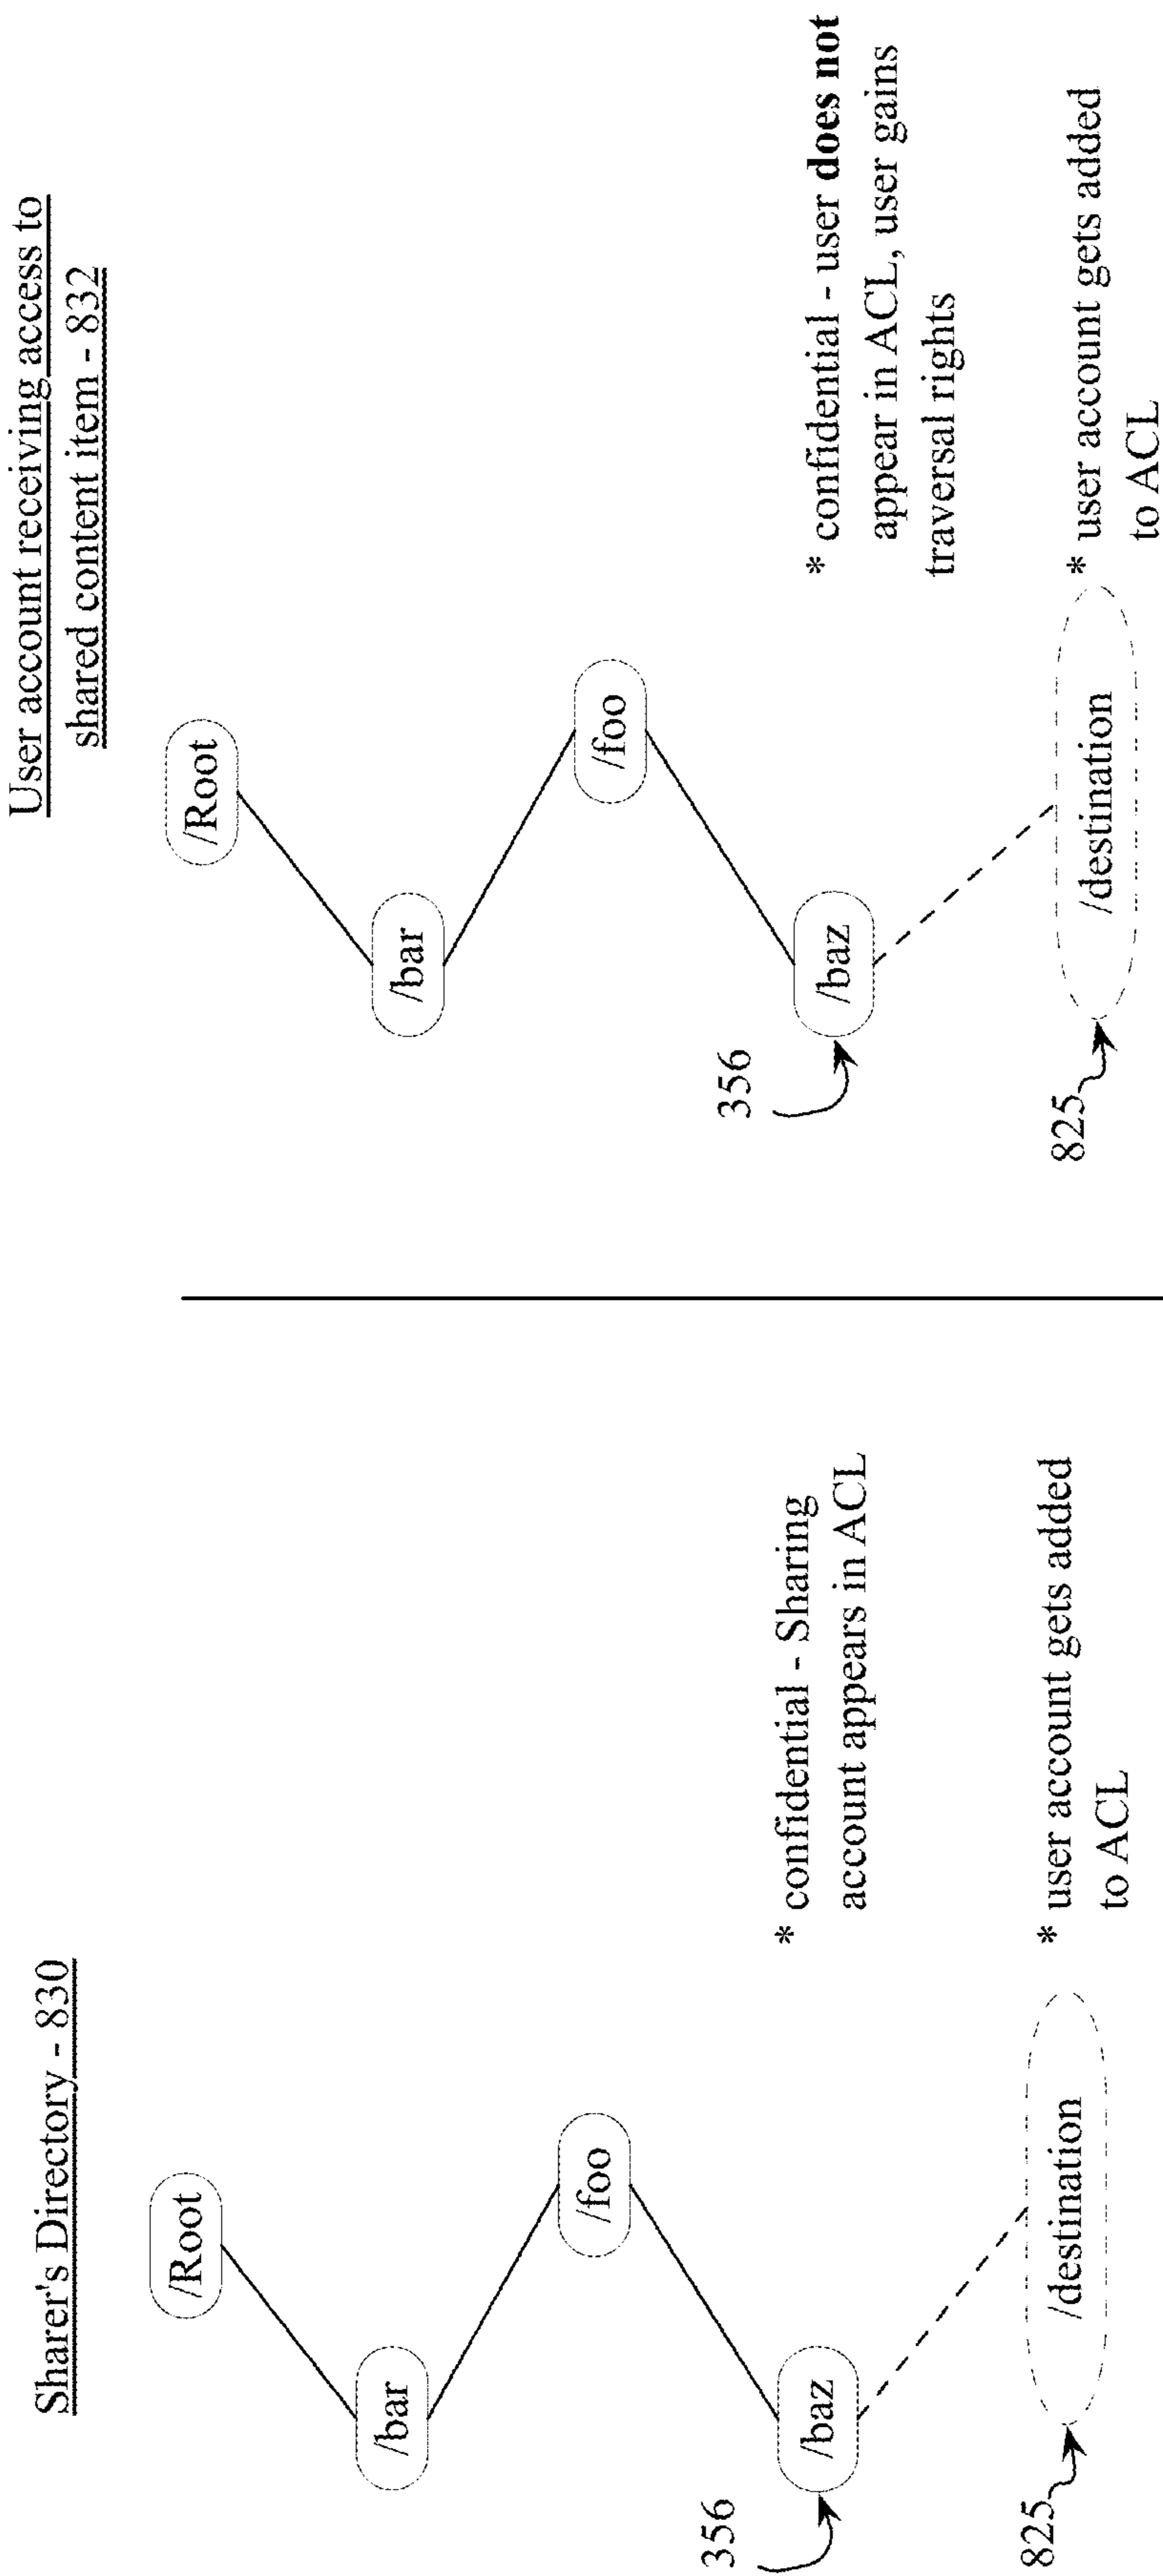 Sharer's Directory - 830
/Root
/bar
/foo
356
/baz
* confidential - Sharing
account appears in ACL
825
/destination
* user account gets added
to ACL
User account receiving access to
shared content item - 832
/Root
/bar
/foo
356
/baz
* confidential - user does not
appear in ACL, user gains
traversal rights
825
/destination
* user account gets added
to ACL